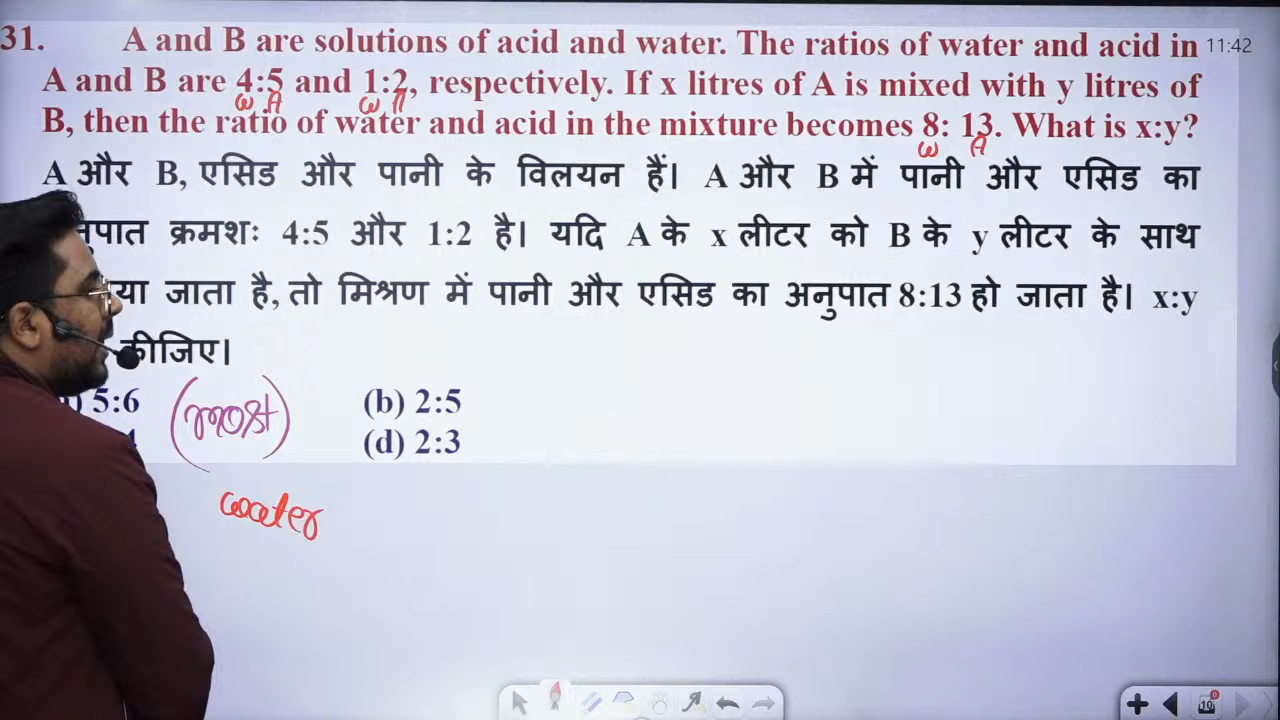 31. A and B are solutions of acid and water. The ratios of water and acid in
11:42
A and B are 4:5 and 1:2, respectively. If x litres of A is mixed with y litres of
ω A ω A
B, then the ratio of water and acid in the mixture becomes 8: 13. What is x:y?
ω A
A और B, एसिड और पानी के विलयन हैं। A और B में पानी और एसिड का
नुपात क्रमशः 4:5 और 1:2 है। यदि A के x लीटर को B के y लीटर के साथ
या जाता है, तो मिश्रण में पानी और एसिड का अनुपात 8:13 हो जाता है। x:y
कीजिए।
) 5:6 (most) (b) 2:5
(d) 2:3
water
10